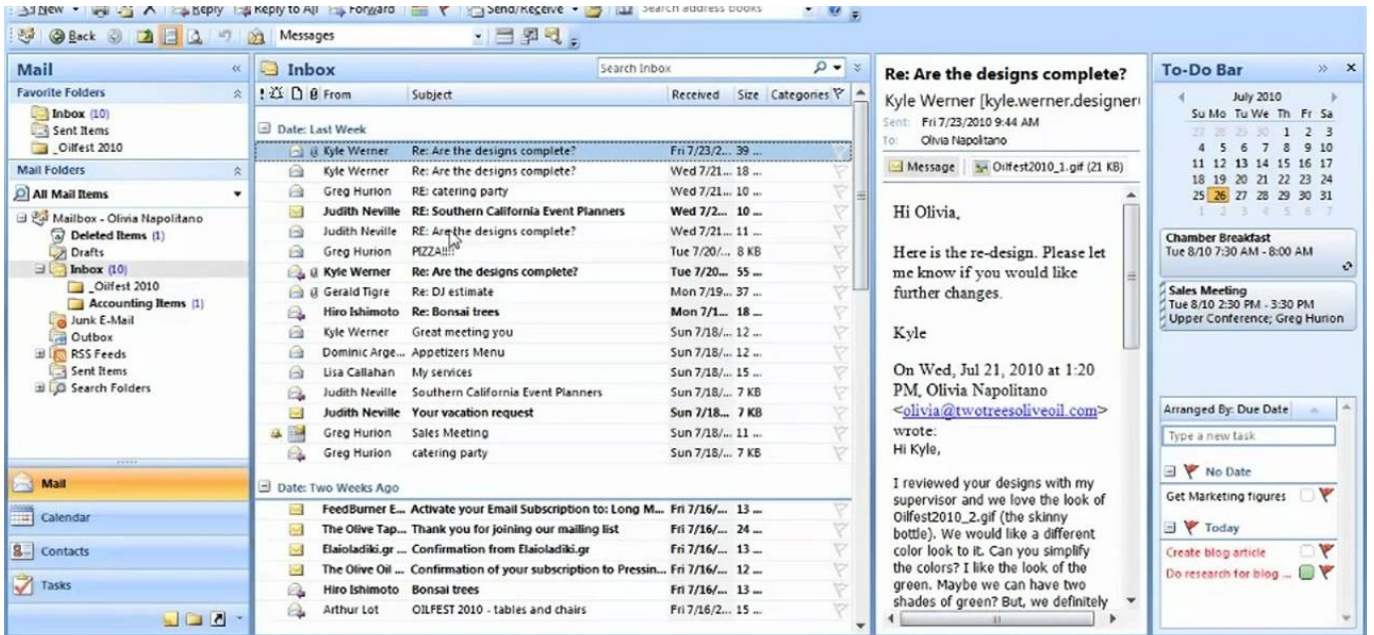 New Reply Reply to All Forward Send/Receive Search address books
Back Messages
Mail
Favorite Folders
Inbox (10)
Sent Items
_Oilfest 2010
Mail Folders
All Mail Items
Mailbox - Olivia Napolitano
Deleted Items (1)
Drafts
Inbox (10)
_Oilfest 2010
Accounting Items (1)
Junk E-Mail
Outbox
RSS Feeds
Sent Items
Search Folders
Mail
Calendar
Contacts
Tasks
Inbox Search Inbox
From Subject Received Size Categories
Date: Last Week
Kyle Werner Re: Are the designs complete? Fri 7/23/2... 39 ...
Kyle Werner Re: Are the designs complete? Wed 7/21... 18 ...
Greg Hurion RE: catering party Wed 7/21... 10 ...
Judith Neville RE: Southern California Event Planners Wed 7/2... 10 ...
Judith Neville RE: Are the designs complete? Wed 7/21... 11 ...
Greg Hurion PIZZA!!!! Tue 7/20/... 8 KB
Kyle Werner Re: Are the designs complete? Tue 7/20... 55 ...
Gerald Tigre Re: DJ estimate Mon 7/19... 37 ...
Hiro Ishimoto Re: Bonsai trees Mon 7/1... 18 ...
Kyle Werner Great meeting you Sun 7/18/... 12 ...
Dominic Arge... Appetizers Menu Sun 7/18/... 12 ...
Lisa Callahan My services Sun 7/18/... 15 ...
Judith Neville Southern California Event Planners Sun 7/18/... 7 KB
Judith Neville Your vacation request Sun 7/18... 7 KB
Greg Hurion Sales Meeting Sun 7/18/... 11 ...
Greg Hurion catering party Sun 7/18/... 7 KB
Date: Two Weeks Ago
FeedBurner E... Activate your Email Subscription to: Long M... Fri 7/16/... 13 ...
The Olive Tap... Thank you for joining our mailing list Fri 7/16/... 24 ...
Elaioladiki.gr ... Confirmation from Elaioladiki.gr Fri 7/16/... 13 ...
The Olive Oil ... Confirmation of your subscription to Pressin... Fri 7/16/... 12 ...
Hiro Ishimoto Bonsai trees Fri 7/16/... 13 ...
Arthur Lot OILFEST 2010 - tables and chairs Fri 7/16/2... 15 ...
Re: Are the designs complete?
Kyle Werner [kyle.werner.designer
Sent: Fri 7/23/2010 9:44 AM
To: Olivia Napolitano
Message Oilfest2010_1.gif (21 KB)
Hi Olivia,
Here is the re-design. Please let
me know if you would like
further changes.
Kyle
On Wed, Jul 21, 2010 at 1:20
PM, Olivia Napolitano
<olivia@twotreesoliveoil.com>
wrote:
Hi Kyle,
I reviewed your designs with my
supervisor and we love the look of
Oilfest2010_2.gif (the skinny
bottle). We would like a different
color look to it. Can you simplify
the colors? I like the look of the
green. Maybe we can have two
shades of green? But, we definitely
To-Do Bar
July 2010
Su Mo Tu We Th Fr Sa
27 28 29 30 1 2 3
4 5 6 7 8 9 10
11 12 13 14 15 16 17
18 19 20 21 22 23 24
25 26 27 28 29 30 31
1 2 3 4 5 6 7
Chamber Breakfast
Tue 8/10 7:30 AM - 8:00 AM
Sales Meeting
Tue 8/10 2:30 PM - 3:30 PM
Upper Conference; Greg Hurion
Arranged By: Due Date
Type a new task
No Date
Get Marketing figures
Today
Create blog article
Do research for blog ...